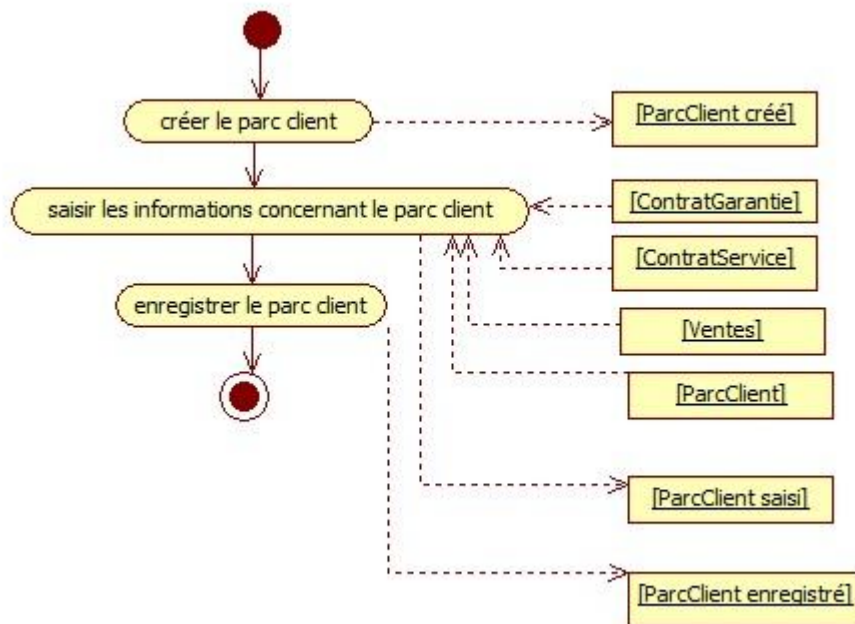 créer le parc client
[ParcClient créé]
saisir les informations concernant le parc client
[ContratGarantie]
[ContratService]
enregistrer le parc client
[Ventes]
[ParcClient]
[ParcClient saisi]
[ParcClient enregistré]